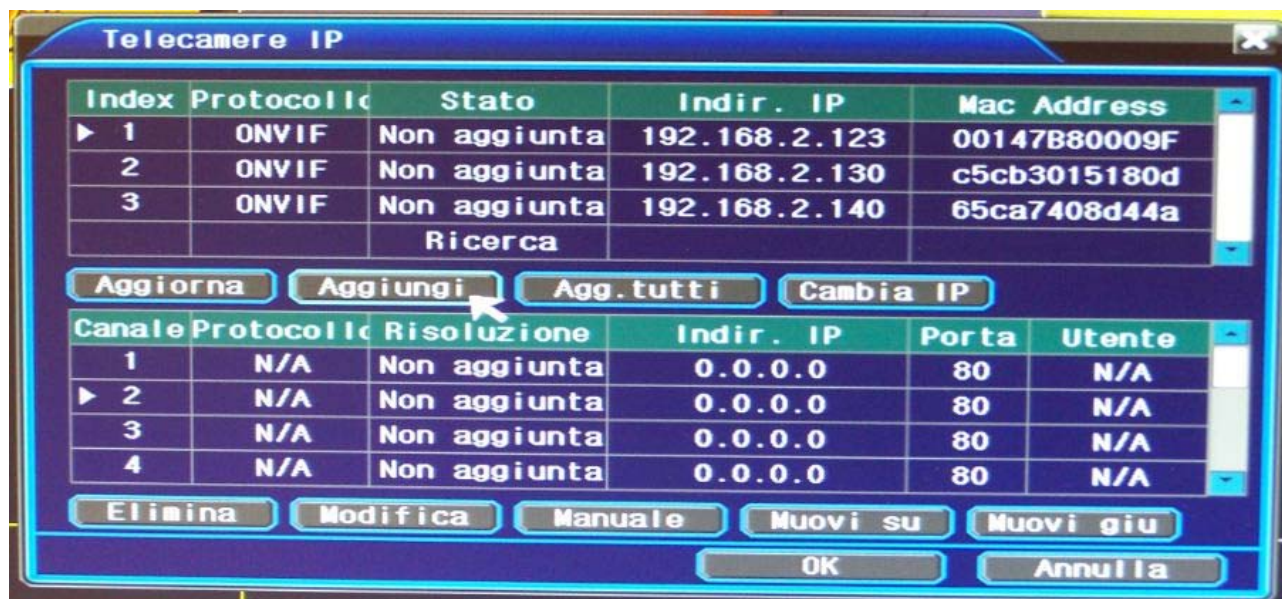 Telecamere IP
Index Protocollo Stato Indir. IP Mac Address
1 ONVIF Non aggiunta 192.168.2.123 00147B80009F
2 ONVIF Non aggiunta 192.168.2.130 c5cb3015180d
3 ONVIF Non aggiunta 192.168.2.140 65ca7408d44a
Ricerca
Aggiorna Aggiungi Agg.tutti Cambia IP
Canale Protocollo Risoluzione Indir. IP Porta Utente
1 N/A Non aggiunta 0.0.0.0 80 N/A
2 N/A Non aggiunta 0.0.0.0 80 N/A
3 N/A Non aggiunta 0.0.0.0 80 N/A
4 N/A Non aggiunta 0.0.0.0 80 N/A
Elimina Modifica Manuale Muovi su Muovi giu
OK Annulla